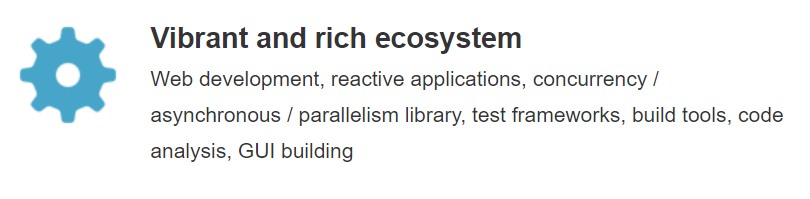 Vibrant and rich ecosystem
Web development, reactive applications, concurrency /
asynchronous / parallelism library, test frameworks, build tools, code
analysis, GUI building